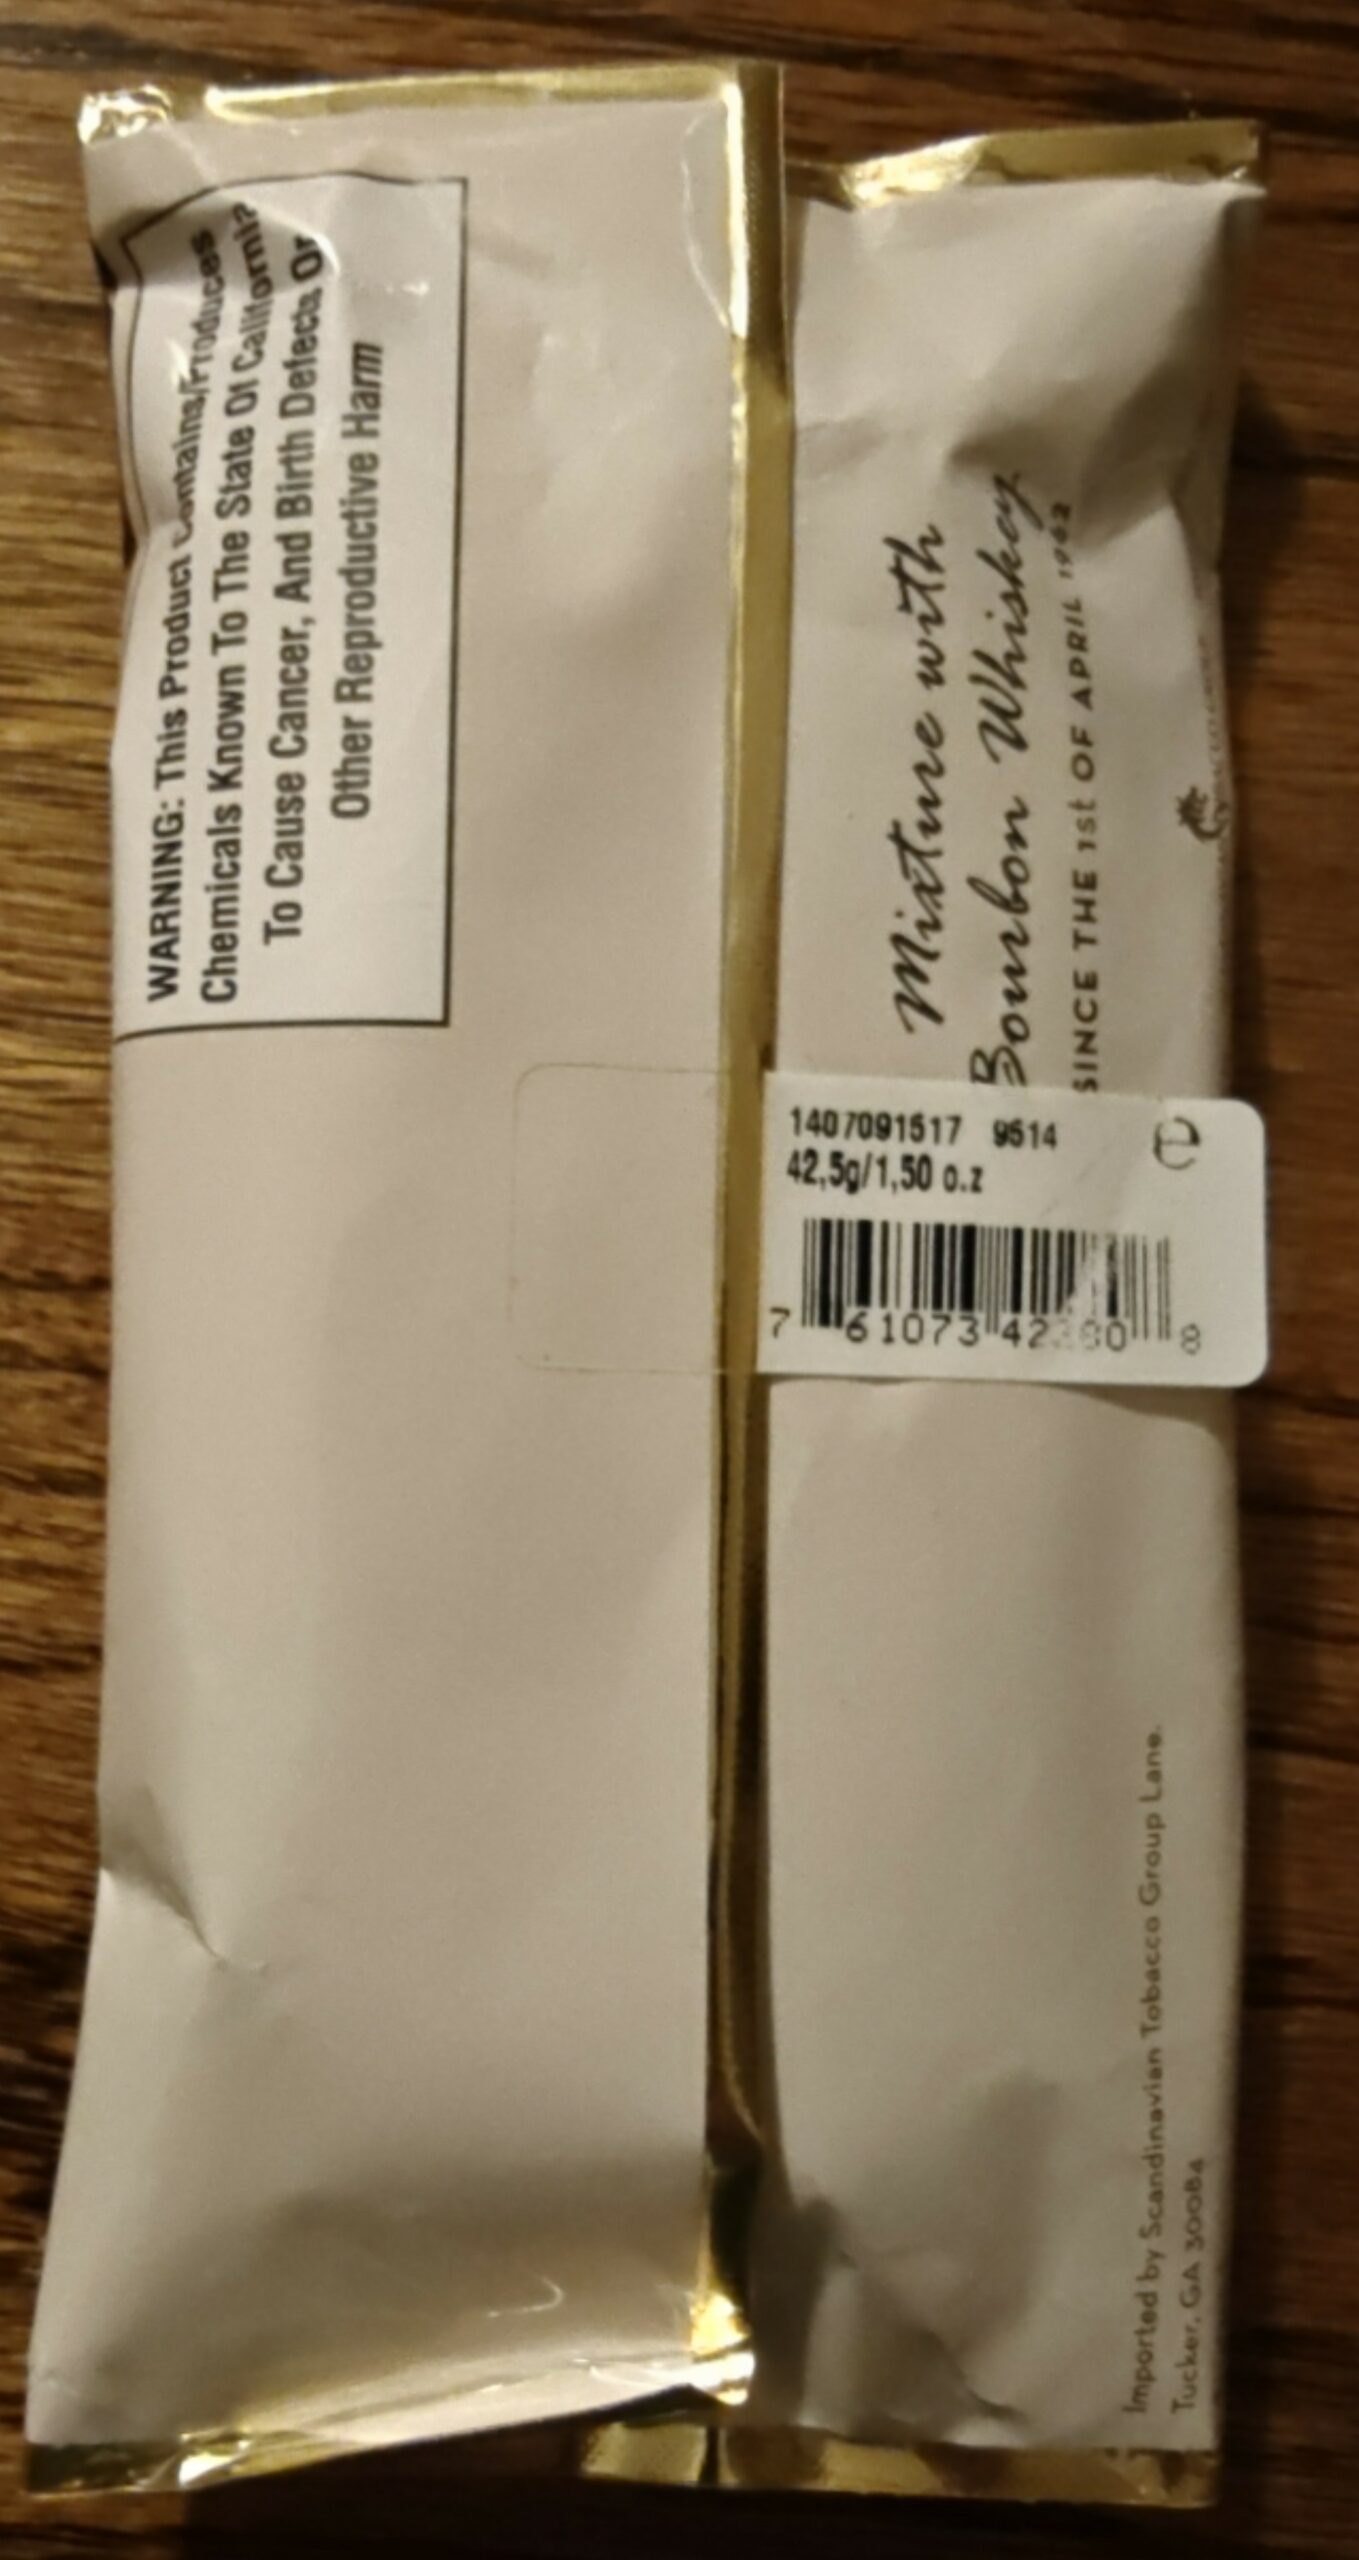 WARNING: This Product Contains/Produces
Chemicals Known To The State Of California
To Cause Cancer, And Birth Defects Or
Other Reproductive Harm
Mixture with
Bourbon Whiskey
SINCE THE 1st OF APRIL 1962
1407091517 9614
42,5g/1,50 o.z
7 61073 42 0 8
Imported by Scandinavian Tobacco Group Lane.
Tucker, GA 30084